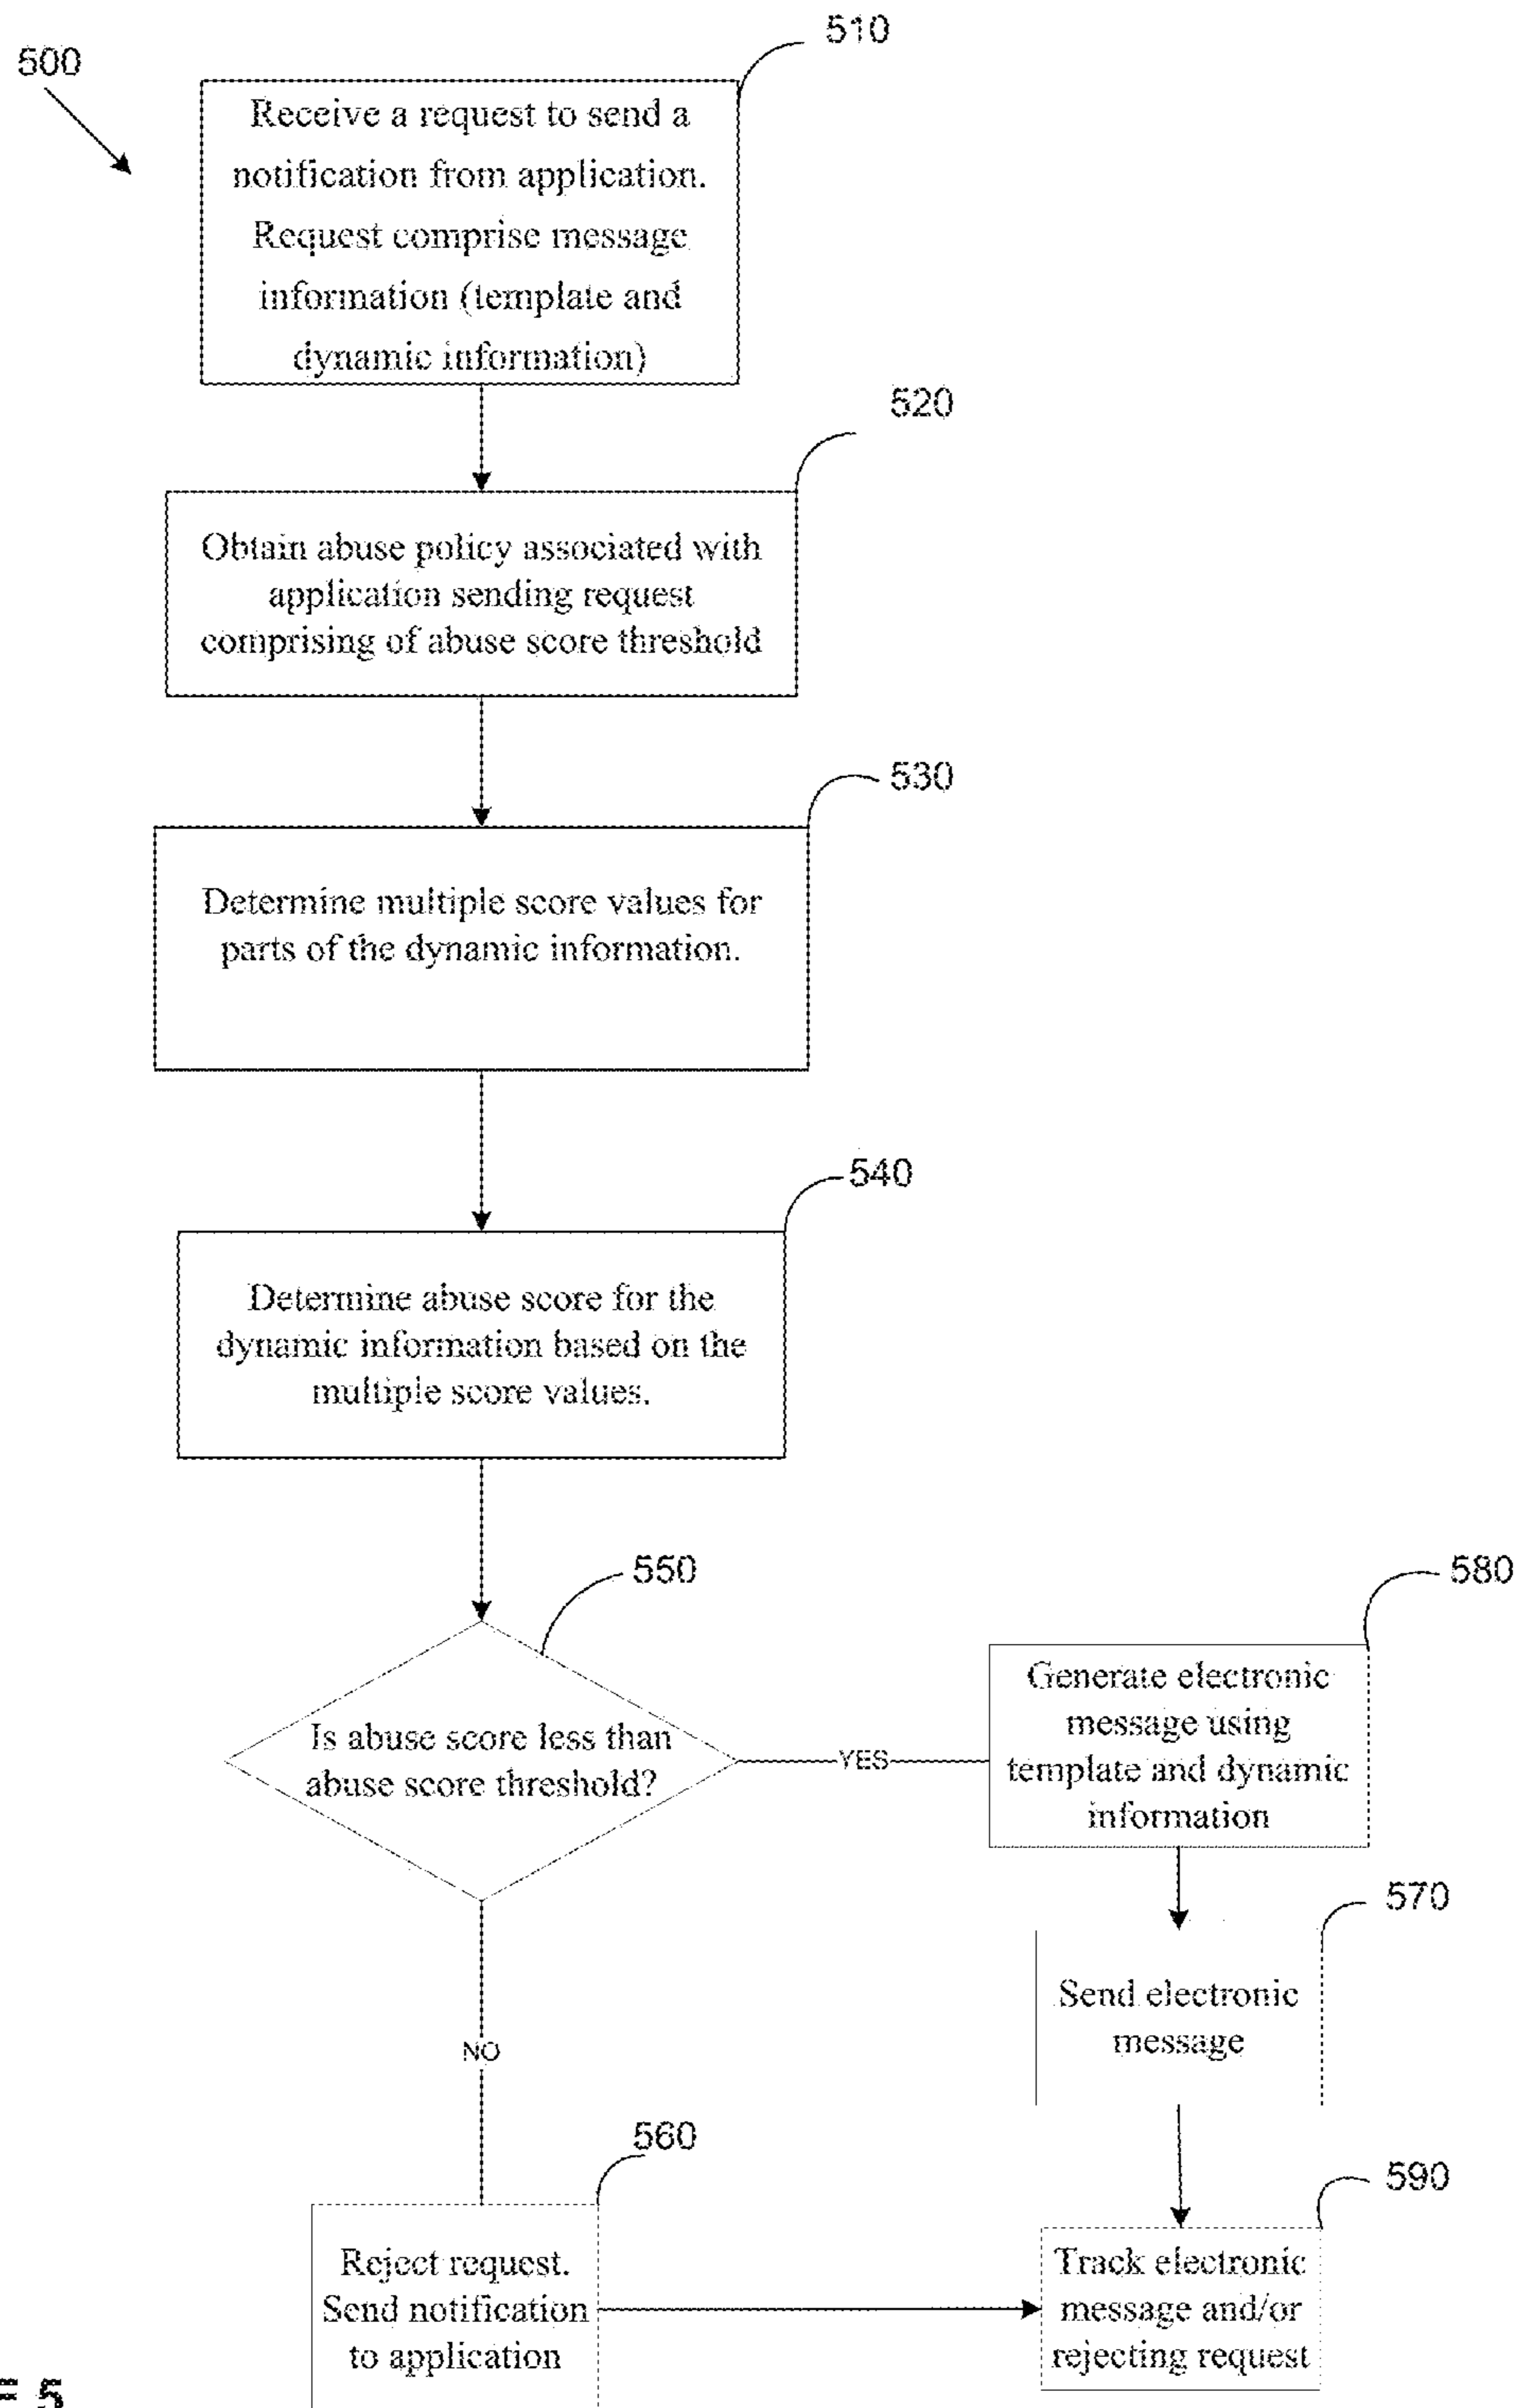 500
510
Receive a request to send a
notification from application.
Request comprise message
information (template and
dynamic information)
520
Obtain abuse policy associated with
application sending request
comprising of abuse score threshold
530
Determine multiple score values for
parts of the dynamic information.
540
Determine abuse score for the
dynamic information based on the
multiple score values.
550
Is abuse score less than
abuse score threshold?
YES
580
Generate electronic
message using
template and dynamic
information
570
Send electronic
message
NO
560
Reject request.
Send notification
to application
590
Track electronic
message and/or
rejecting request
5